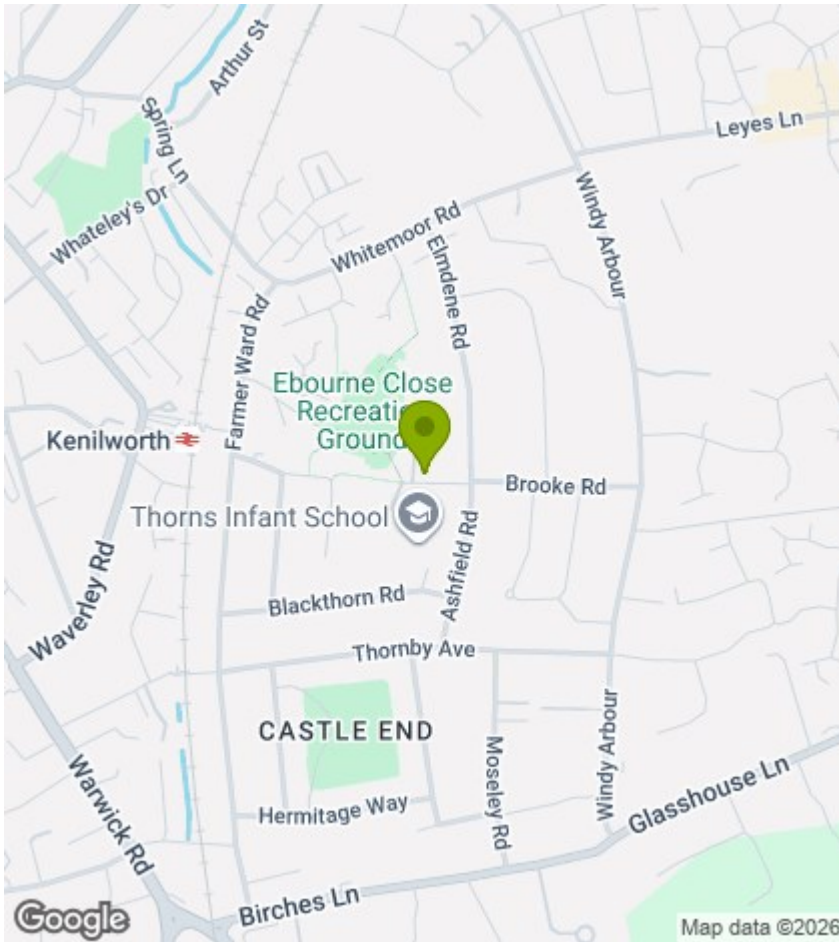 Arthur St
Spring Ln
Leyes Ln
Whateley's Dr
Windy Arbour
Whitemoor Rd
Elmdene Rd
Farmer Ward Rd
Ebourne Close
Recreatio
Ground
Kenilworth
Brooke Rd
Thorns Infant School
Ashfield Rd
Blackthorn Rd
Waverley Rd
Thornby Ave
CASTLE END
Windy Arbour
Moseley Rd
Glasshouse Ln
Warwick Rd
Hermitage Way
Birches Ln
Google
Map data ©2026